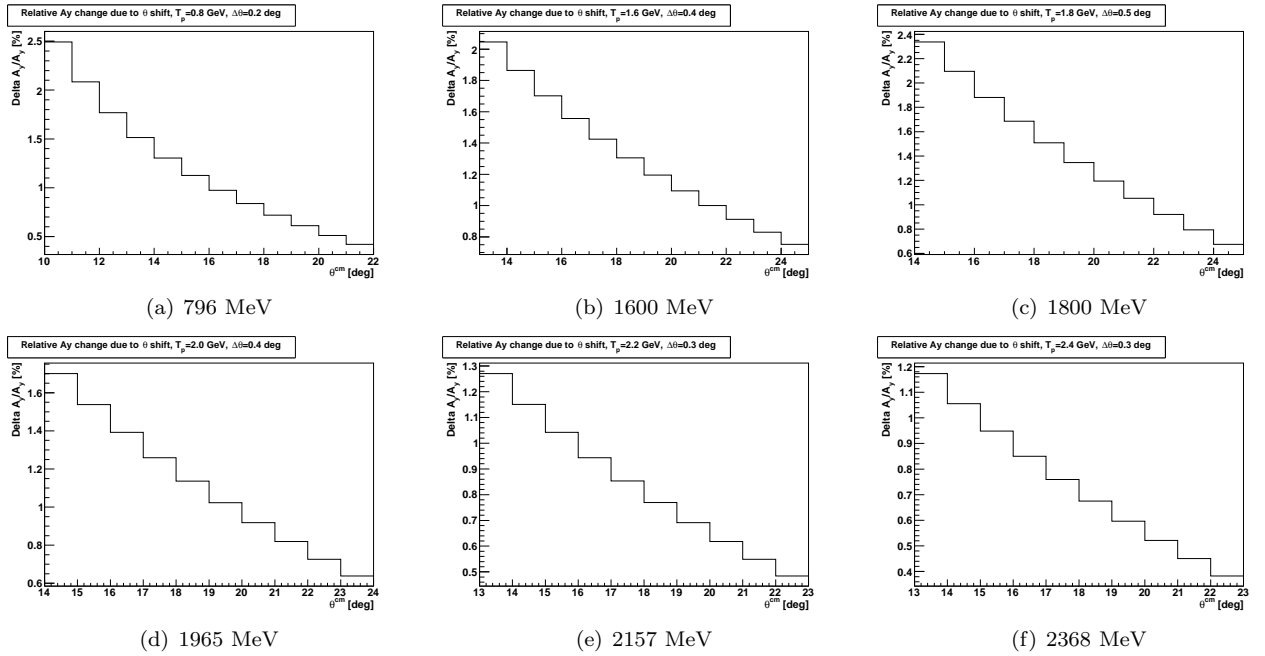 Relative Ay change due to θ shift, T_p=0.8 GeV, Δθ=0.2 deg
Delta A_y/A_y [%]
2.5
2
1.5
1
0.5
10 12 14 16 18 20 22
θ^cm [deg]
(a) 796 MeV
Relative Ay change due to θ shift, T_p=1.6 GeV, Δθ=0.4 deg
Delta A_y/A_y [%]
2
1.8
1.6
1.4
1.2
1
0.8
14 16 18 20 22 24
θ^cm [deg]
(b) 1600 MeV
Relative Ay change due to θ shift, T_p=1.8 GeV, Δθ=0.5 deg
Delta A_y/A_y [%]
2.4
2.2
2
1.8
1.6
1.4
1.2
1
0.8
0.6
14 16 18 20 22 24
θ^cm [deg]
(c) 1800 MeV
Relative Ay change due to θ shift, T_p=2.0 GeV, Δθ=0.4 deg
Delta A_y/A_y [%]
1.6
1.4
1.2
1
0.8
0.6
14 15 16 17 18 19 20 21 22 23 24
θ^cm [deg]
(d) 1965 MeV
Relative Ay change due to θ shift, T_p=2.2 GeV, Δθ=0.3 deg
Delta A_y/A_y [%]
1.3
1.2
1.1
1
0.9
0.8
0.7
0.6
0.5
13 14 15 16 17 18 19 20 21 22 23
θ^cm [deg]
(e) 2157 MeV
Relative Ay change due to θ shift, T_p=2.4 GeV, Δθ=0.3 deg
Delta A_y/A_y [%]
1.2
1.1
1
0.9
0.8
0.7
0.6
0.5
0.4
13 14 15 16 17 18 19 20 21 22 23
θ^cm [deg]
(f) 2368 MeV